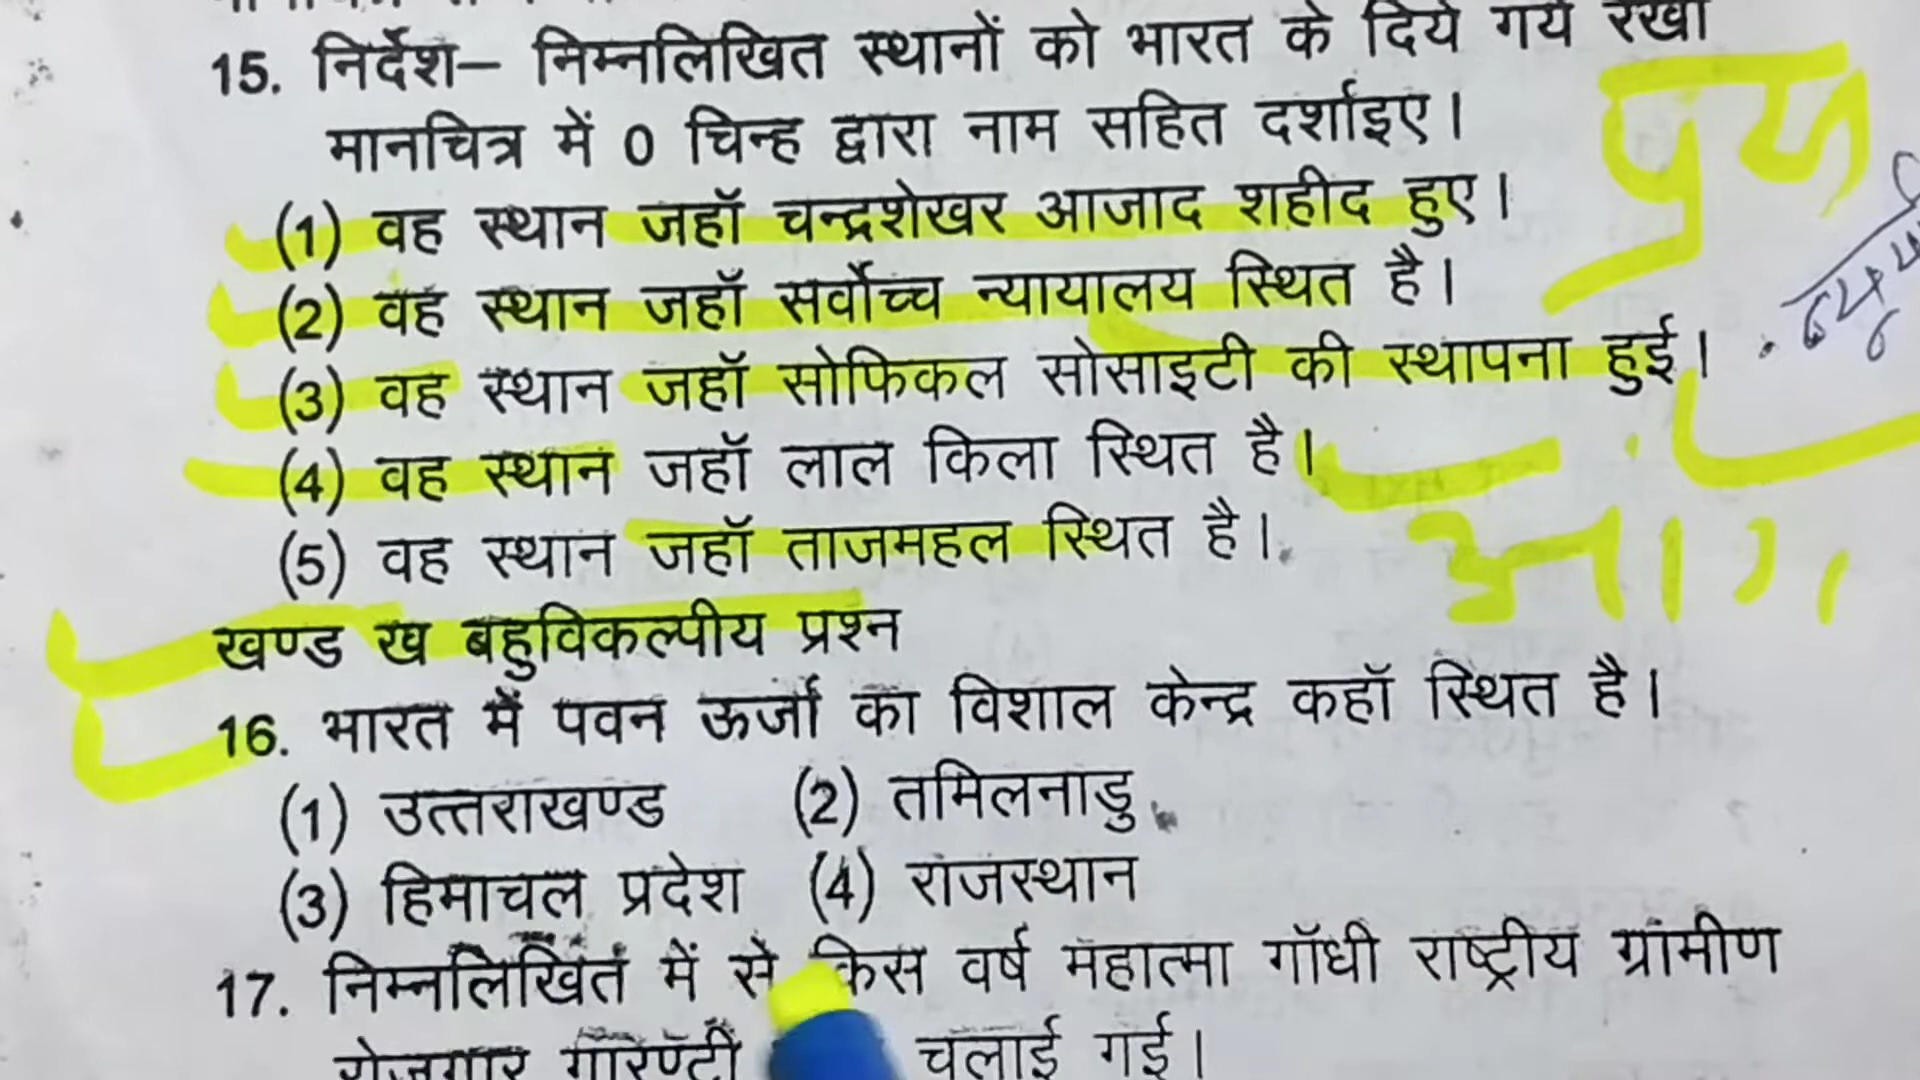 15. निर्देश– निम्नलिखित स्थानों को भारत के दिये गये रेखा
मानचित्र में 0 चिन्ह द्वारा नाम सहित दर्शाइए।
(1) वह स्थान जहॉ चन्द्रशेखर आजाद शहीद हुए।
(2) वह स्थान जहॉ सर्वोच्च न्यायालय स्थित है।
(3) वह स्थान जहॉ सोफिकल सोसाइटी की स्थापना हुई।
(4) वह स्थान जहॉ लाल किला स्थित है।
(5) वह स्थान जहॉ ताजमहल स्थित है।
खण्ड ख बहुविकल्पीय प्रश्न
16. भारत में पवन ऊर्जा का विशाल केन्द्र कहॉ स्थित है।
(1) उत्तराखण्ड (2) तमिलनाडु
(3) हिमाचल प्रदेश (4) राजस्थान
17. निम्नलिखित में से किस वर्ष महात्मा गॉधी राष्ट्रीय ग्रामीण
रोजगार गारण्टी चलाई गई।